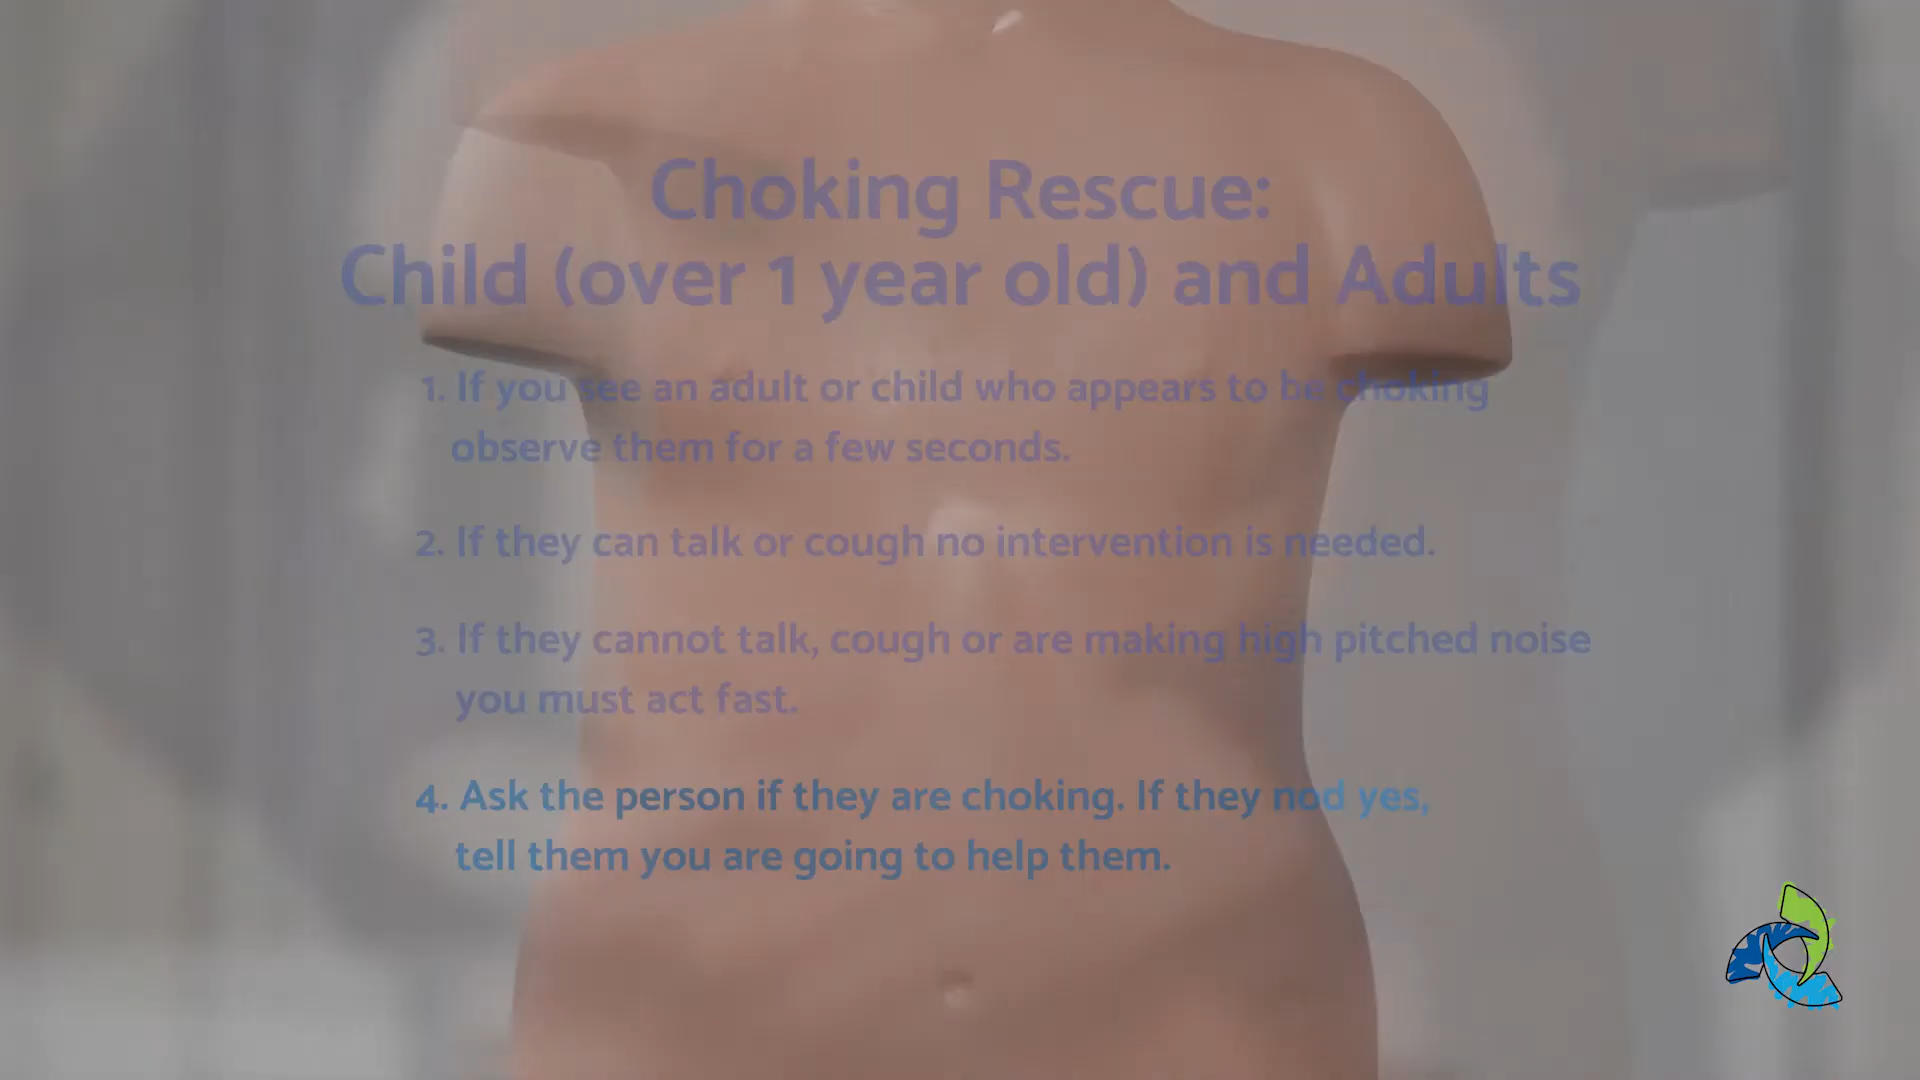 Choking Rescue:
Child (over 1 year old) and Adults
1. If you see an adult or child who appears to be choking
observe them for a few seconds.
2. If they can talk or cough no intervention is needed.
3. If they cannot talk, cough or are making high pitched noise
you must act fast.
4. Ask the person if they are choking. If they nod yes,
tell them you are going to help them.